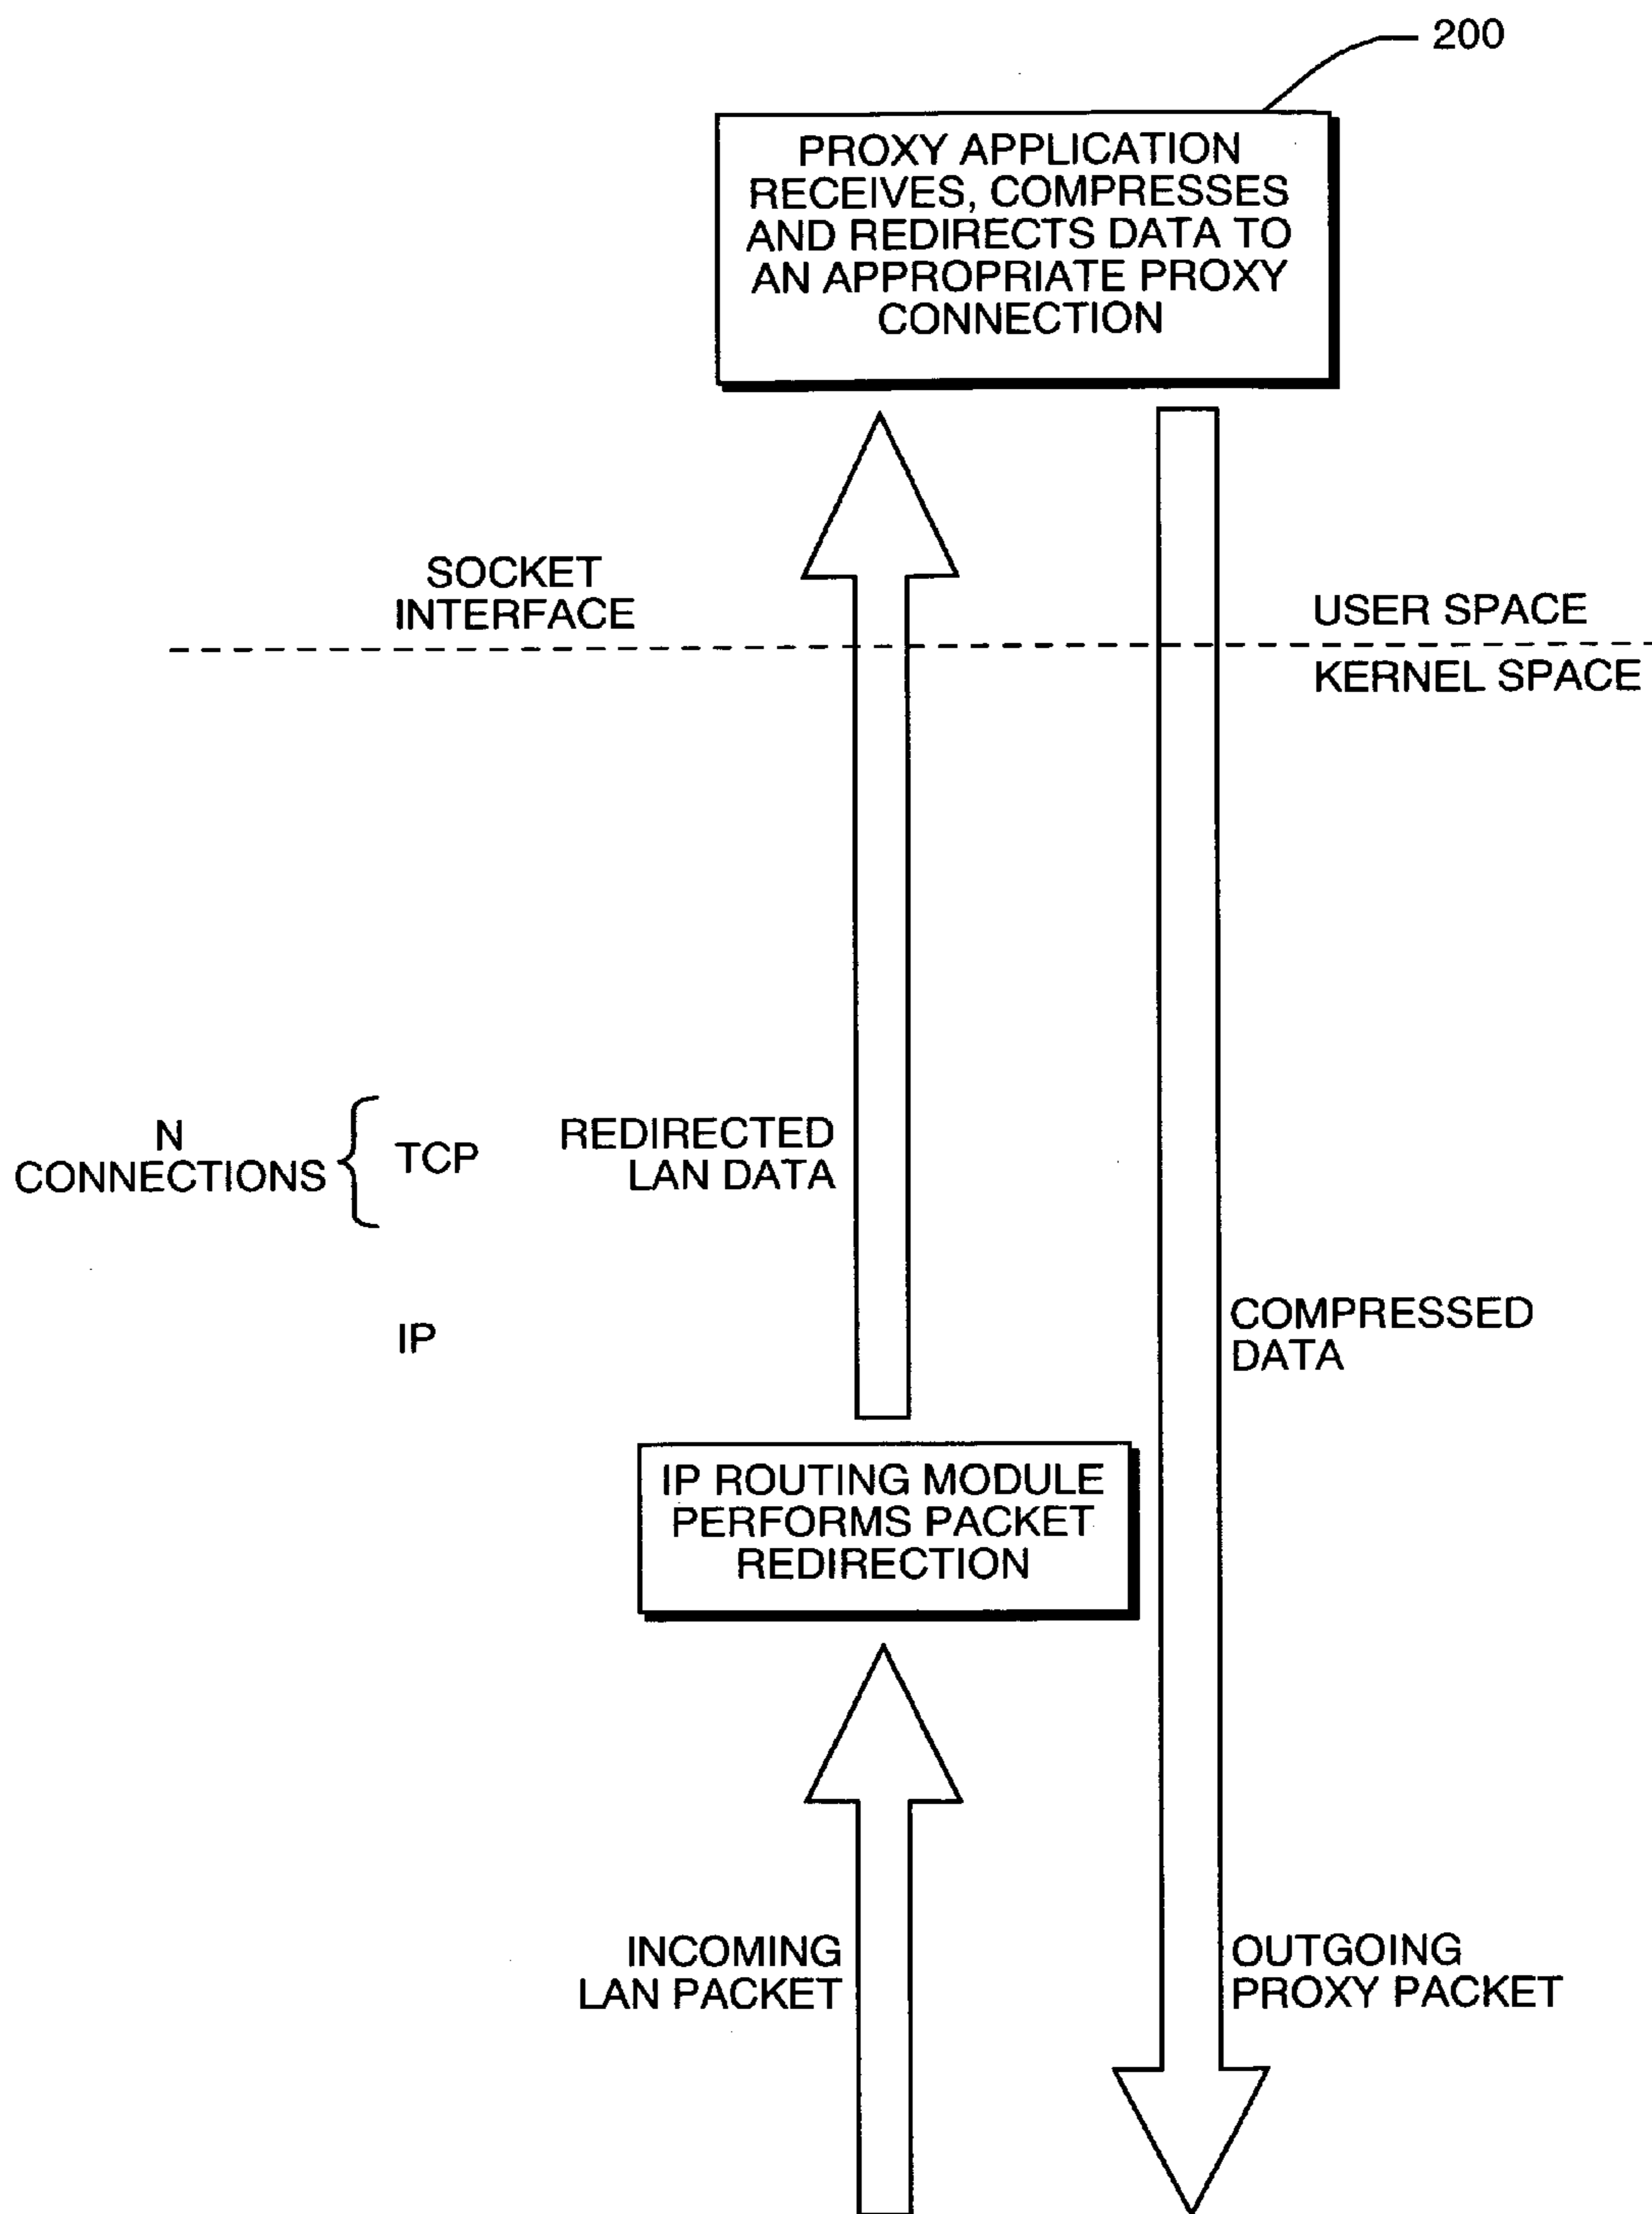 200
PROXY APPLICATION
RECEIVES, COMPRESSES
AND REDIRECTS DATA TO
AN APPROPRIATE PROXY
CONNECTION
SOCKET
INTERFACE
USER SPACE
KERNEL SPACE
N
CONNECTIONS
TCP
REDIRECTED
LAN DATA
IP
COMPRESSED
DATA
IP ROUTING MODULE
PERFORMS PACKET
REDIRECTION
INCOMING
LAN PACKET
OUTGOING
PROXY PACKET